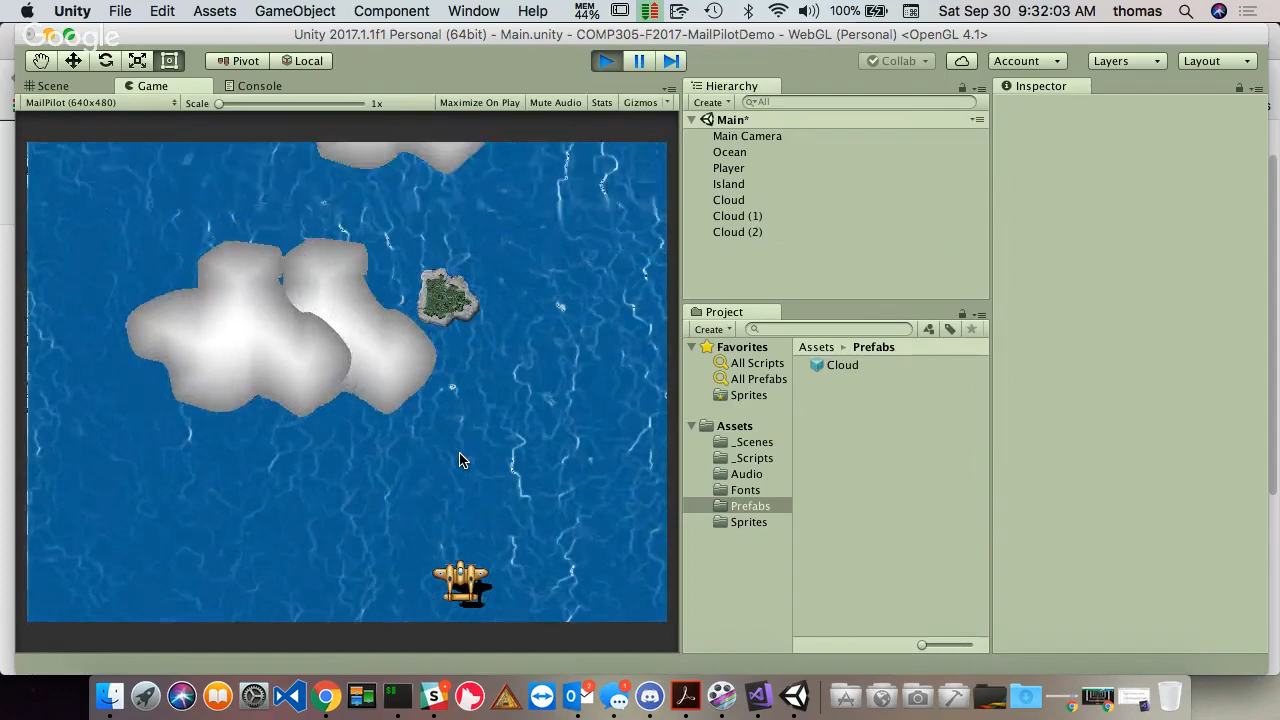 Unity File Edit Assets GameObject Component Window Help MEM 44% 100% Sat Sep 30 9:32:03 AM thomas
Google
Unity 2017.1.1f1 Personal (64bit) - Main.unity - COMP305-F2017-MailPilot - WebGL (Personal) <OpenGL 4.1>
Pivot Local Collab Account Layers Layout
Scene Game Console Hierarchy Inspector
MailPilot (640x480) Scale 1x Maximize On Play Mute Audio Stats Gizmos Create All
Main*
Main Camera
Ocean
Player
Island
Cloud
Cloud (1)
Cloud (2)
Project
Create
Favorites
All Scripts
All Prefabs
Sprites
Assets
_Scenes
_Scripts
Audio
Fonts
Prefabs
Sprites
Assets Prefabs
Cloud